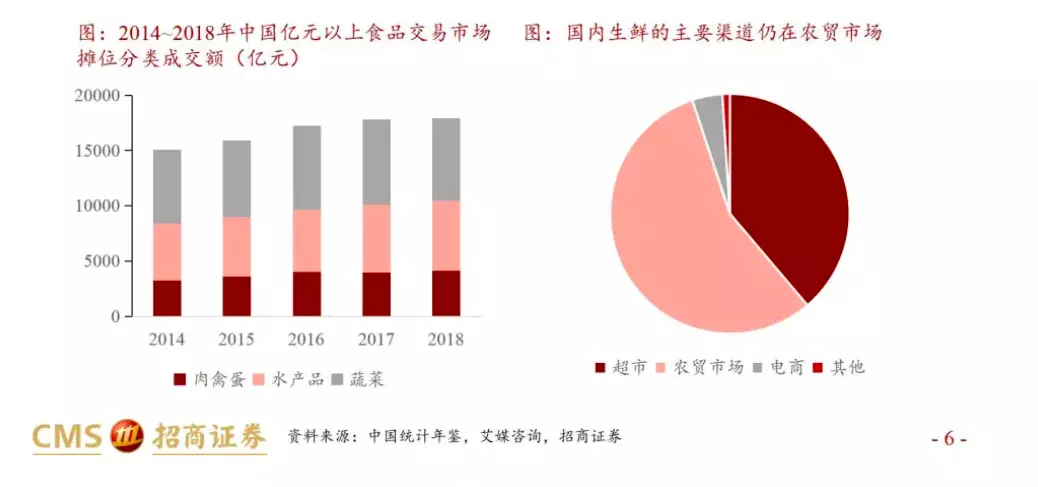 图：2014~2018年中国亿元以上食品交易市场
摊位分类成交额（亿元）
20000
15000
10000
5000
0
2014 2015 2016 2017 2018
■ 肉禽蛋 ■ 水产品 ■ 蔬菜
图：国内生鲜的主要渠道仍在农贸市场
■ 超市 ■ 农贸市场 ■ 电商 ■ 其他
CMS 招商证券
资料来源：中国统计年鉴，艾媒咨询，招商证券
- 6 -